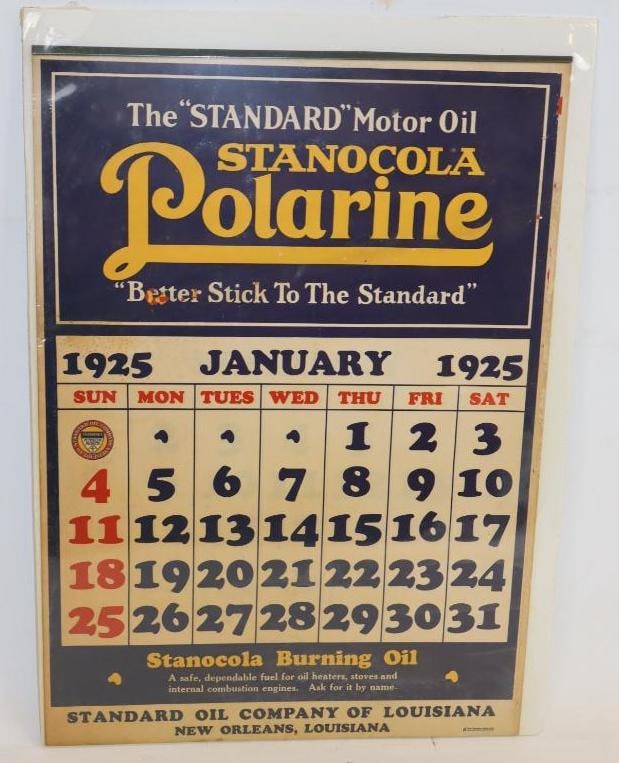 The "STANDARD" Motor Oil
STANOCOLA
Polarine
"Better Stick To The Standard"
1925 JANUARY 1925
SUN MON TUES WED THU FRI SAT
1 2 3
4 5 6 7 8 9 10
11 12 13 14 15 16 17
18 19 20 21 22 23 24
25 26 27 28 29 30 31
Stanocola Burning Oil
A safe, dependable fuel for oil heaters, stoves and
internal combustion engines. Ask for it by name
STANDARD OIL COMPANY OF LOUISIANA
NEW ORLEANS, LOUISIANA